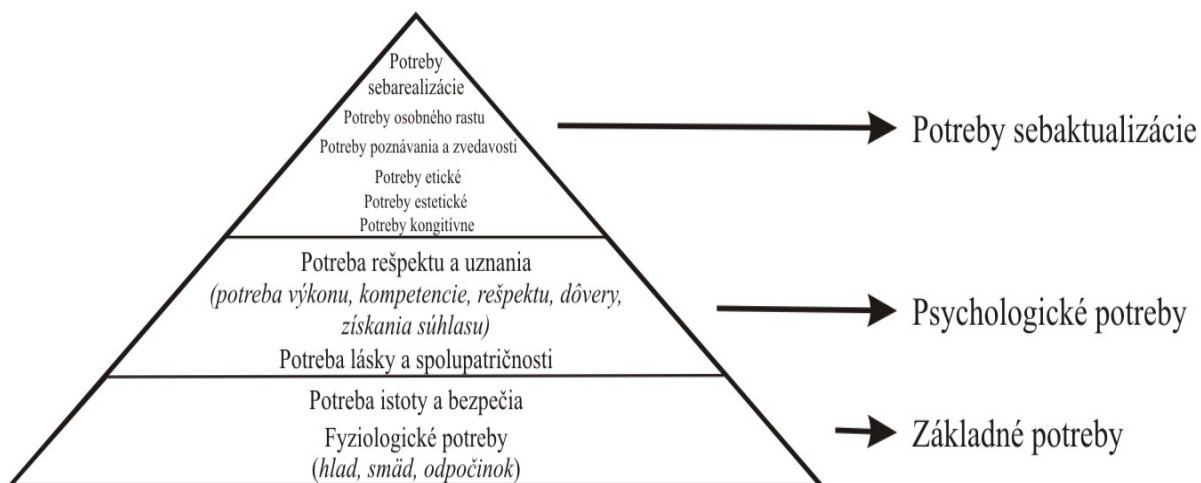 Potreby
sebarealizácie
Potreby osobného rastu
Potreby poznávania a zvedavosti
Potreby etické
Potreby estetické
Potreby kongitívne
Potreby sebaktualizácie
Potreba rešpektu a uznania
(potreba výkonu, kompetencie, rešpektu, dôvery,
získania súhlasu)
Potreba lásky a spolupatričnosti
Psychologické potreby
Potreba istoty a bezpečia
Fyziologické potreby
(hlad, smäd, odpočinok)
Základné potreby